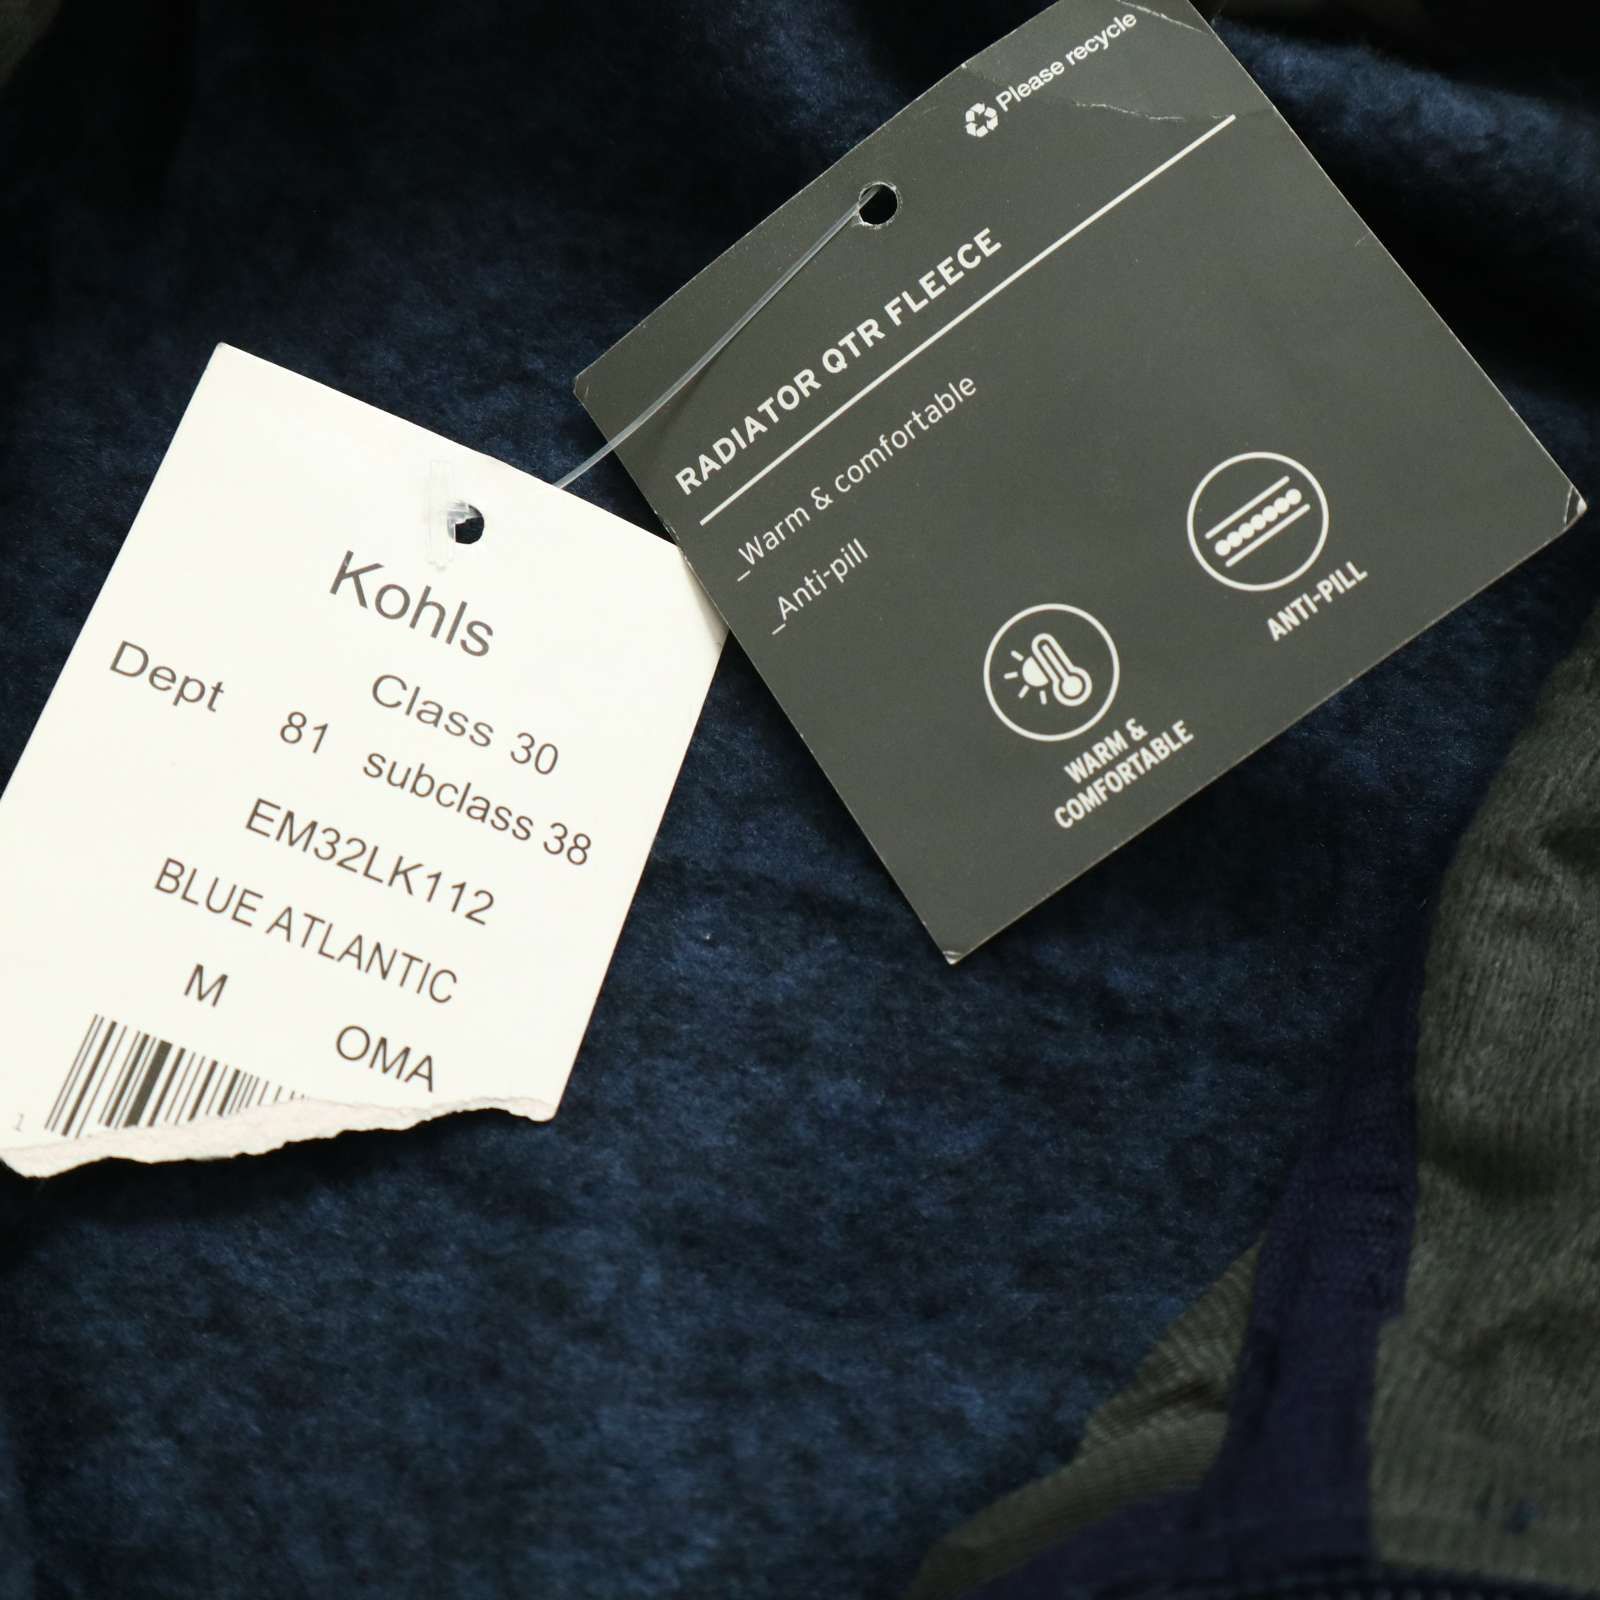 Please recycle
RADIATOR QTR FLEECE
_Warm & comfortable
_Anti-pill
WARM &
COMFORTABLE
ANTI-PILL
Kohls
Dept 81 Class 30
subclass 38
EM32LK112
BLUE ATLANTIC
M
OMA
1